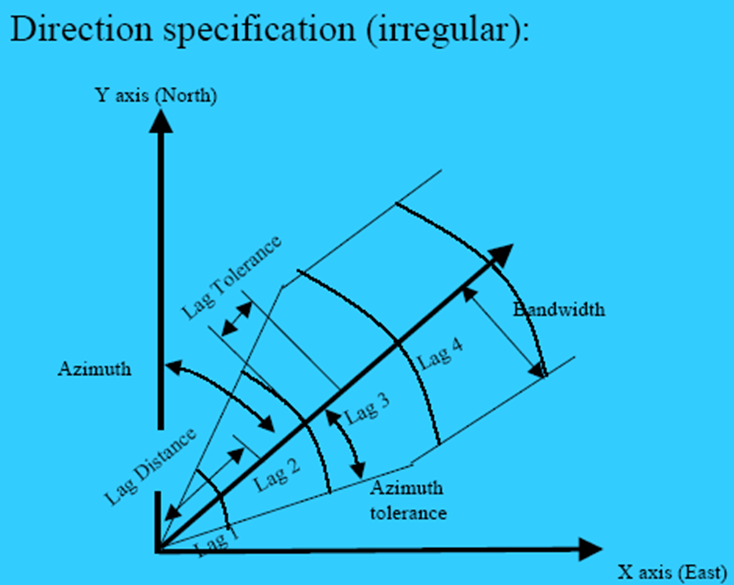 Direction specification (irregular):
Y axis (North)
Lag Tolerance
Bandwidth
Azimuth
Lag 4
Lag 3
Lag Distance
Lag 2
Azimuth
tolerance
Lag 1
X axis (East)